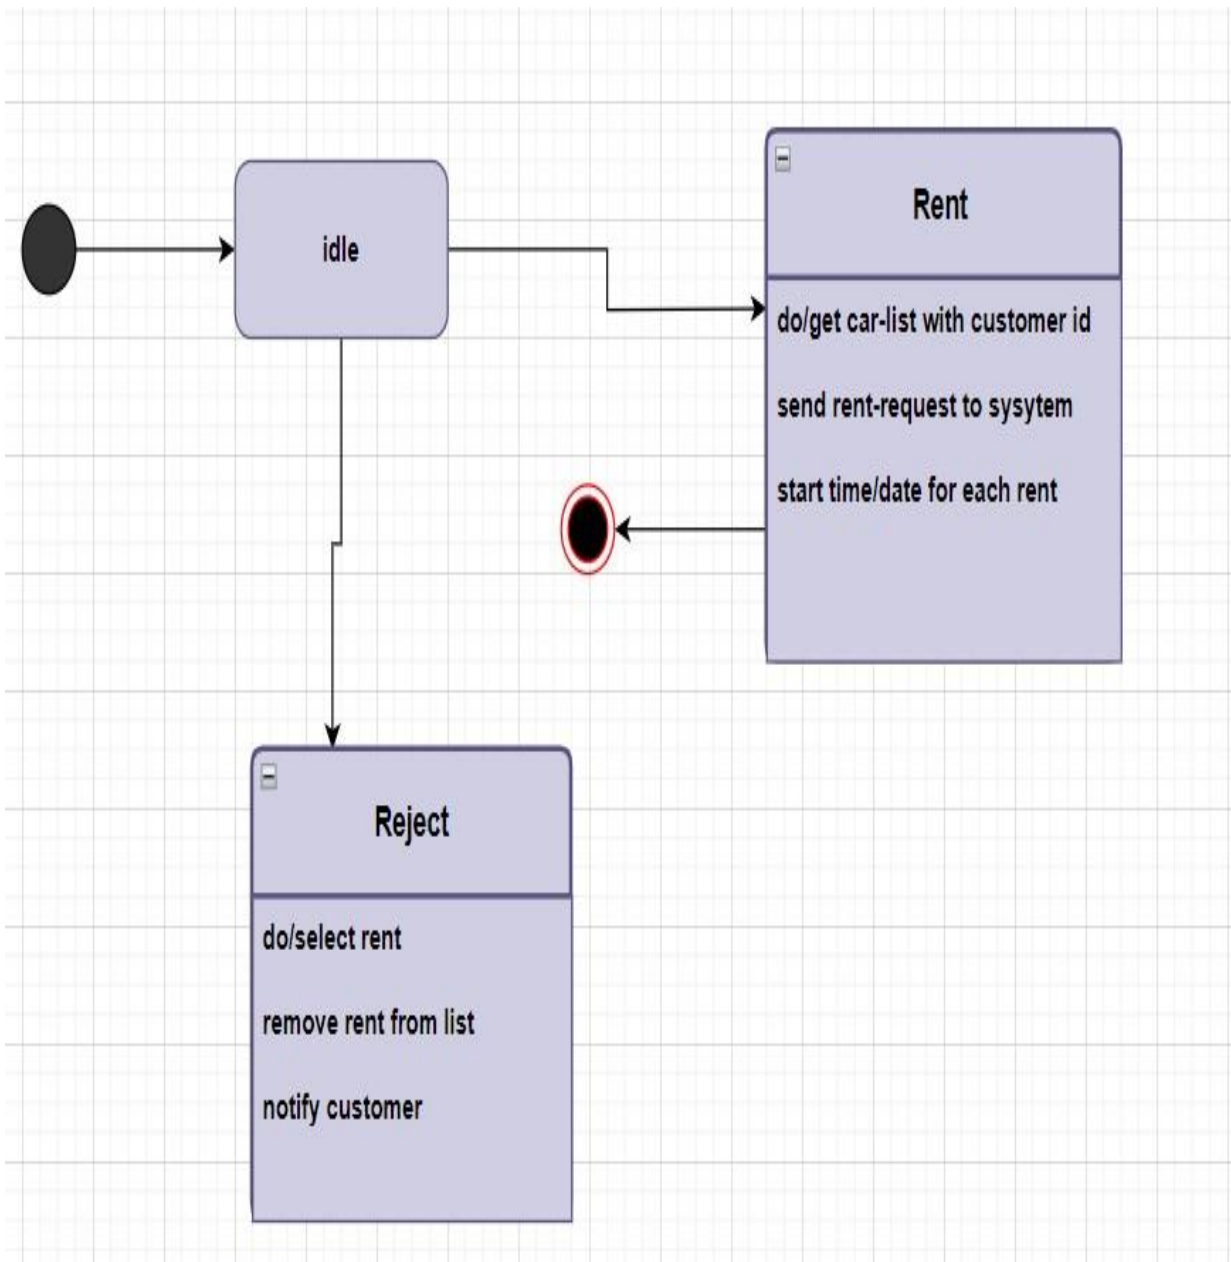 idle
Rent
do/get car-list with customer id
send rent-request to sysytem
start time/date for each rent
Reject
do/select rent
remove rent from list
notify customer